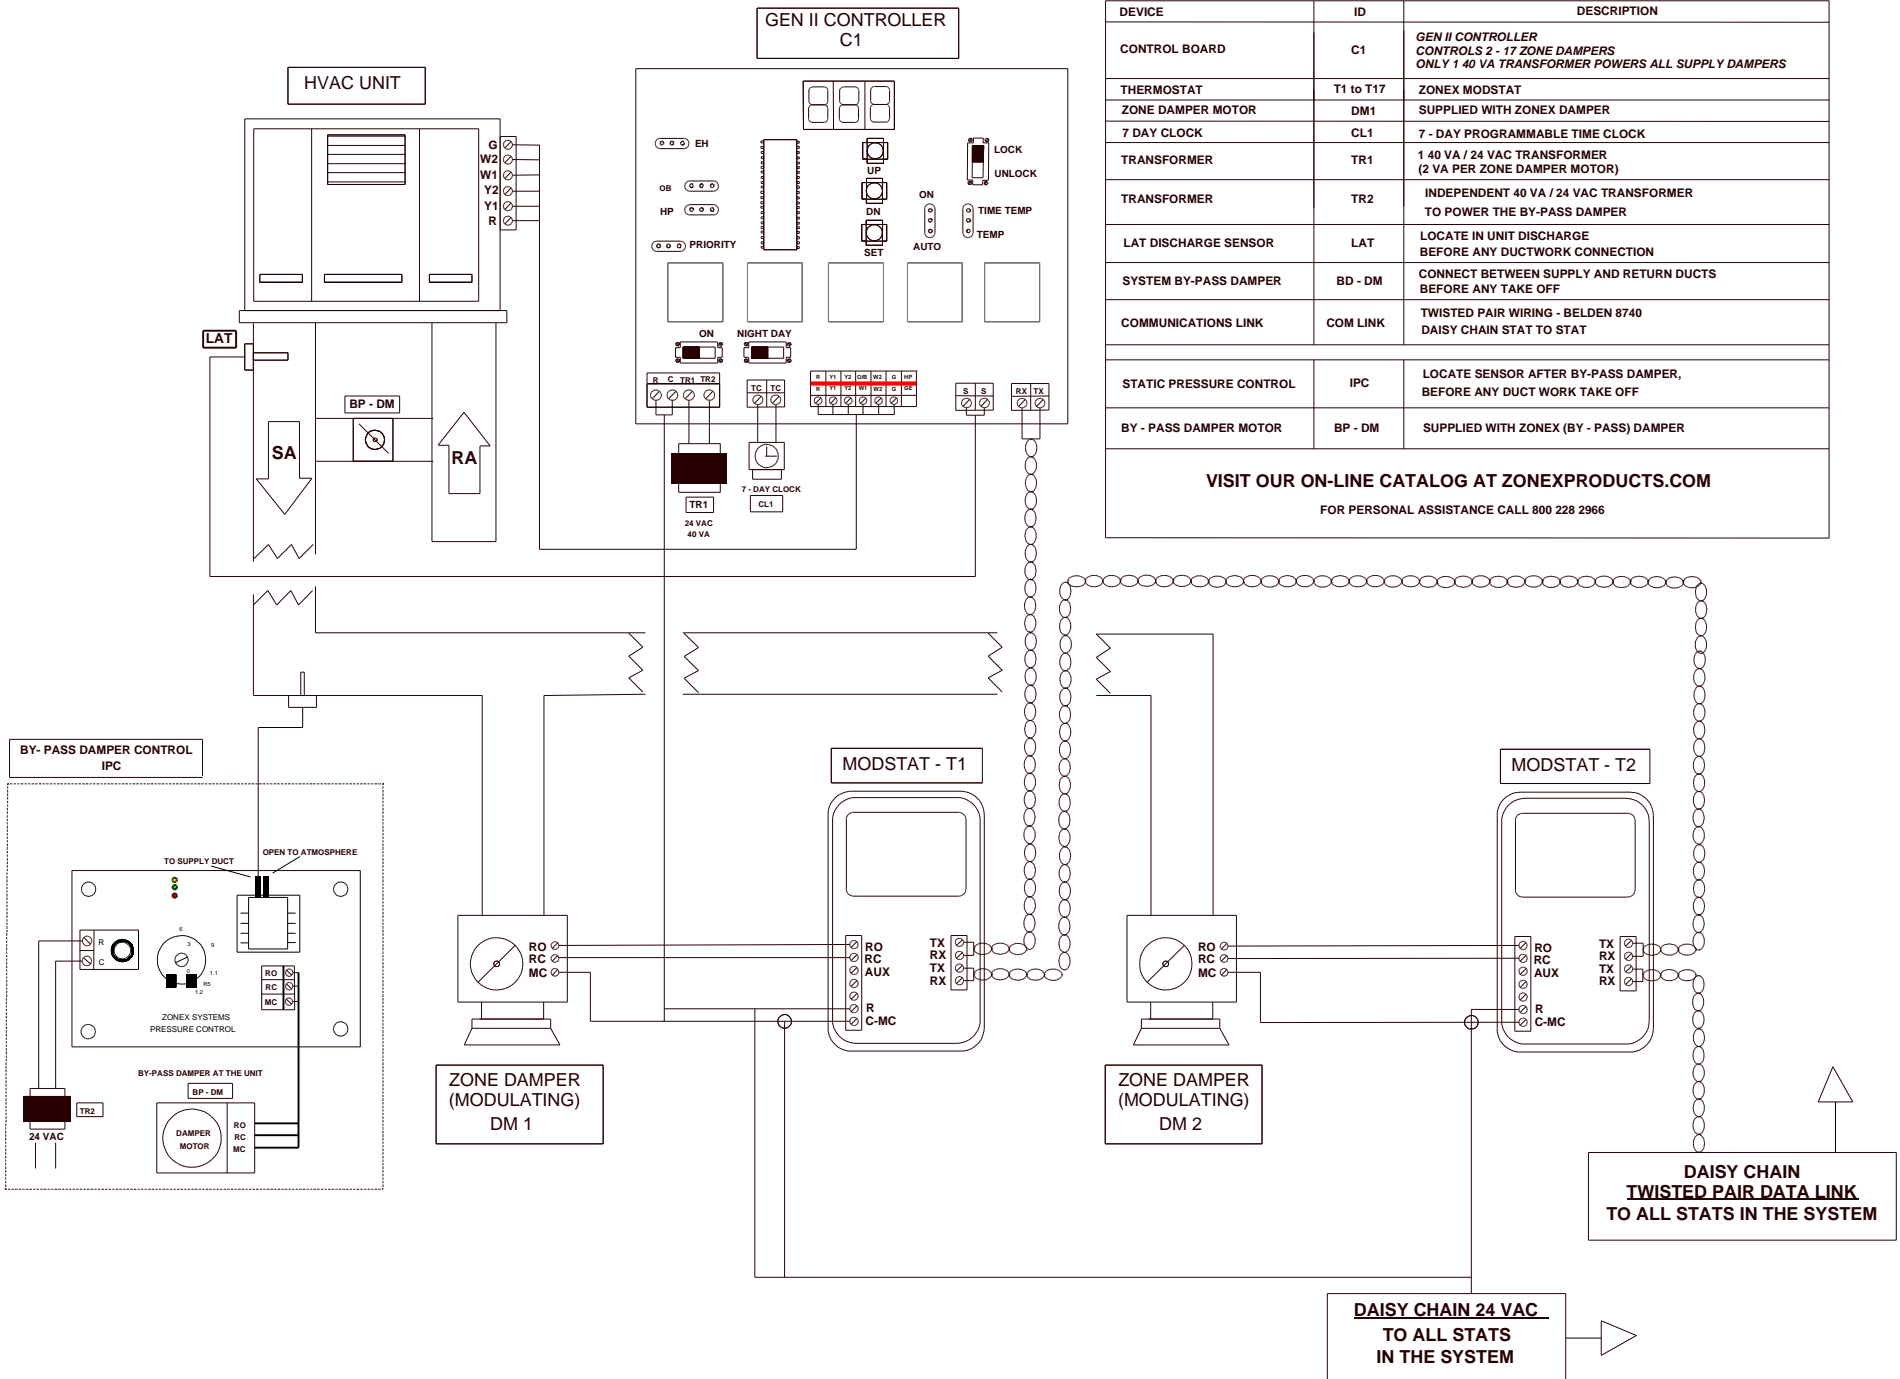 GEN II CONTROLLER
C1
HVAC UNIT
G
W2
W1
Y2
Y1
R
LAT
BP - DM
SA
RA
EH
OB
HP
PRIORITY
UP
DN
SET
LOCK
UNLOCK
ON
AUTO
TIME TEMP
TEMP
ON
NIGHT DAY
R C TR1 TR2
TC TC
R Y1 Y2 O/B W2 G HP
R Y1 Y2 W1 W2 G GE
S S
RX TX
7 - DAY CLOCK
CL1
TR1
24 VAC
40 VA
DEVICE ID DESCRIPTION
CONTROL BOARD C1 GEN II CONTROLLER
CONTROLS 2 - 17 ZONE DAMPERS
ONLY 1 40 VA TRANSFORMER POWERS ALL SUPPLY DAMPERS
THERMOSTAT T1 to T17 ZONEX MODSTAT
ZONE DAMPER MOTOR DM1 SUPPLIED WITH ZONEX DAMPER
7 DAY CLOCK CL1 7 - DAY PROGRAMMABLE TIME CLOCK
TRANSFORMER TR1 1 40 VA / 24 VAC TRANSFORMER
(2 VA PER ZONE DAMPER MOTOR)
TRANSFORMER TR2 INDEPENDENT 40 VA / 24 VAC TRANSFORMER
TO POWER THE BY-PASS DAMPER
LAT DISCHARGE SENSOR LAT LOCATE IN UNIT DISCHARGE
BEFORE ANY DUCTWORK CONNECTION
SYSTEM BY-PASS DAMPER BD - DM CONNECT BETWEEN SUPPLY AND RETURN DUCTS
BEFORE ANY TAKE OFF
COMMUNICATIONS LINK COM LINK TWISTED PAIR WIRING - BELDEN 8740
DAISY CHAIN STAT TO STAT
STATIC PRESSURE CONTROL IPC LOCATE SENSOR AFTER BY-PASS DAMPER,
BEFORE ANY DUCT WORK TAKE OFF
BY - PASS DAMPER MOTOR BP - DM SUPPLIED WITH ZONEX (BY - PASS) DAMPER
VISIT OUR ON-LINE CATALOG AT ZONEXPRODUCTS.COM
FOR PERSONAL ASSISTANCE CALL 800 228 2966
BY- PASS DAMPER CONTROL
IPC
TO SUPPLY DUCT
OPEN TO ATMOSPHERE
R
C
6
3
9
0
1.1
R5
1.2
RO
RC
MC
ZONEX SYSTEMS
PRESSURE CONTROL
BY-PASS DAMPER AT THE UNIT
BP - DM
TR2
24 VAC
DAMPER
MOTOR
RO
RC
MC
RO
RC
MC
ZONE DAMPER
(MODULATING)
DM 1
MODSTAT - T1
RO
RC
AUX
R
C-MC
TX
RX
TX
RX
RO
RC
MC
ZONE DAMPER
(MODULATING)
DM 2
MODSTAT - T2
RO
RC
AUX
R
C-MC
TX
RX
TX
RX
DAISY CHAIN
TWISTED PAIR DATA LINK
TO ALL STATS IN THE SYSTEM
DAISY CHAIN 24 VAC
TO ALL STATS
IN THE SYSTEM